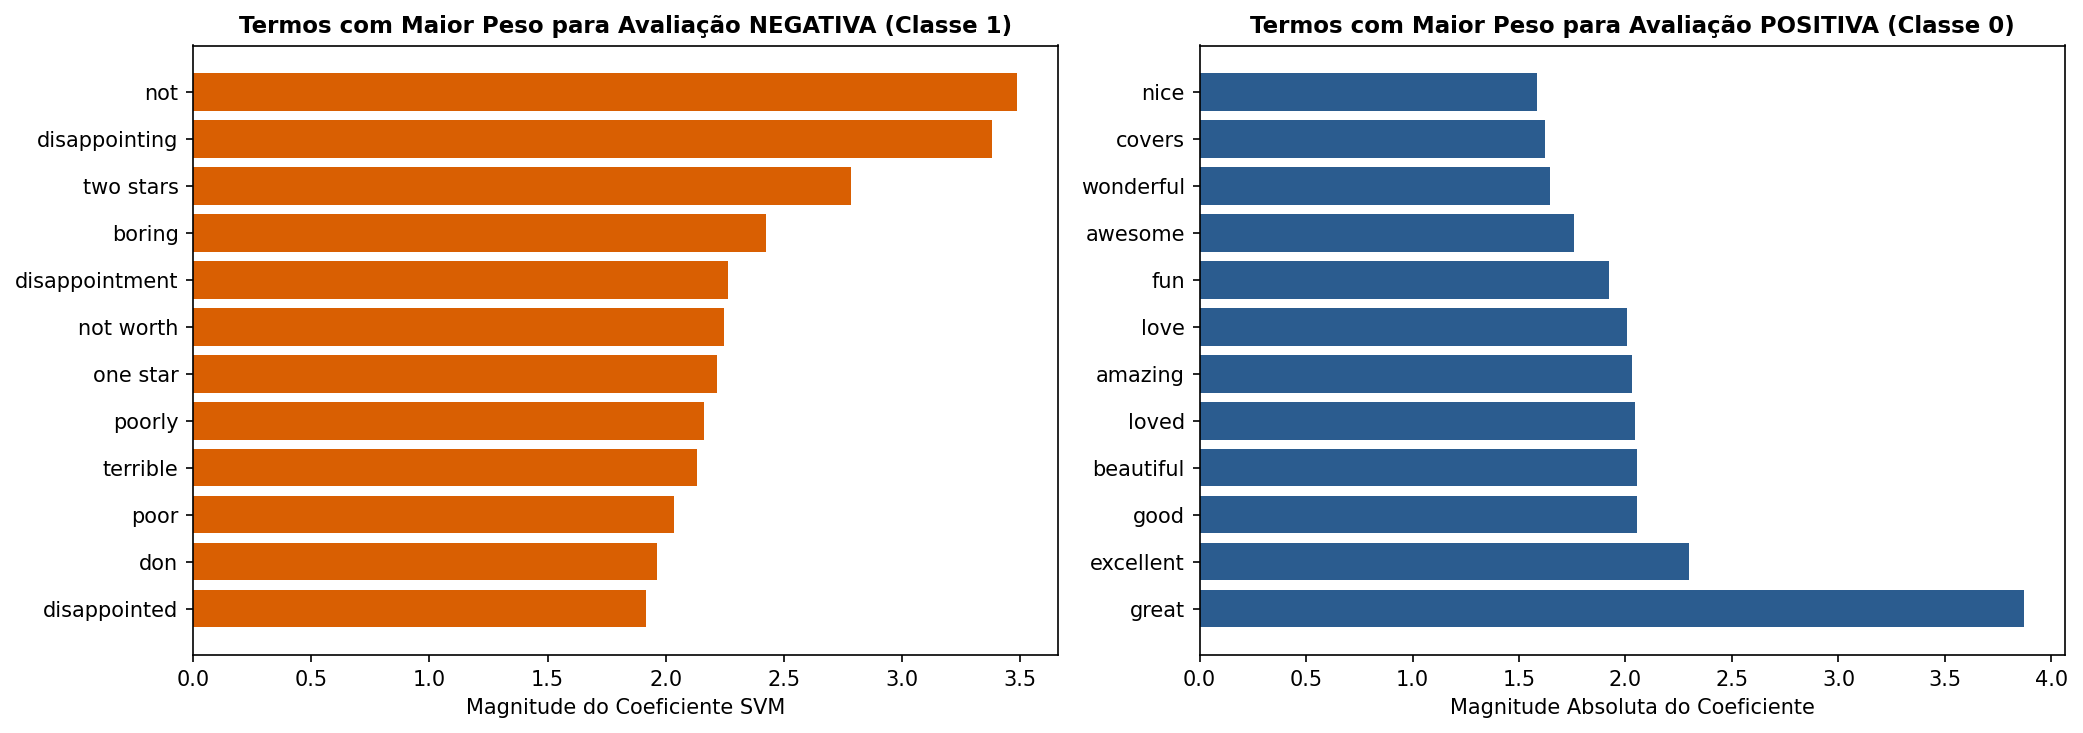 Termos com Maior Peso para Avaliação NEGATIVA (Classe 1)
not
disappointing
two stars
boring
disappointment
not worth
one star
poorly
terrible
poor
don
disappointed
0.0 0.5 1.0 1.5 2.0 2.5 3.0 3.5
Magnitude do Coeficiente SVM
Termos com Maior Peso para Avaliação POSITIVA (Classe 0)
nice
covers
wonderful
awesome
fun
love
amazing
loved
beautiful
good
excellent
great
0.0 0.5 1.0 1.5 2.0 2.5 3.0 3.5 4.0
Magnitude Absoluta do Coeficiente